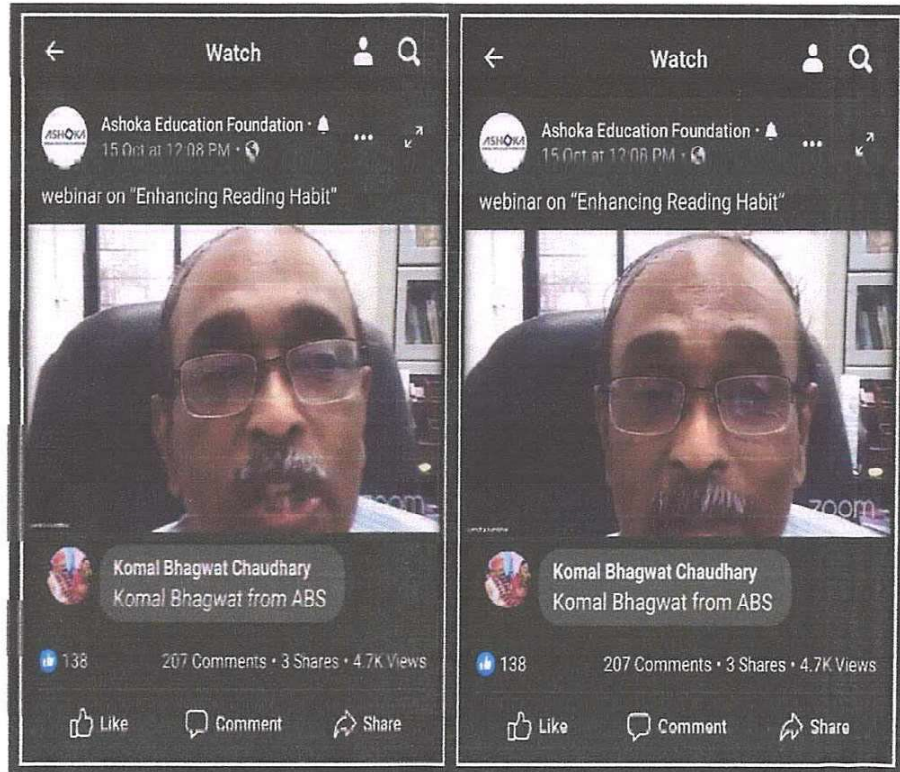 Watch
ASHOKA
Ashoka Education Foundation •
15 Oct at 12:08 PM •
webinar on "Enhancing Reading Habit"
zoom
Komal Bhagwat Chaudhary
Komal Bhagwat from ABS
138 207 Comments • 3 Shares • 4.7K Views
Like Comment Share
Watch
ASHOKA
Ashoka Education Foundation •
15 Oct at 12:08 PM •
webinar on "Enhancing Reading Habit"
zoom
Komal Bhagwat Chaudhary
Komal Bhagwat from ABS
138 207 Comments • 3 Shares • 4.7K Views
Like Comment Share